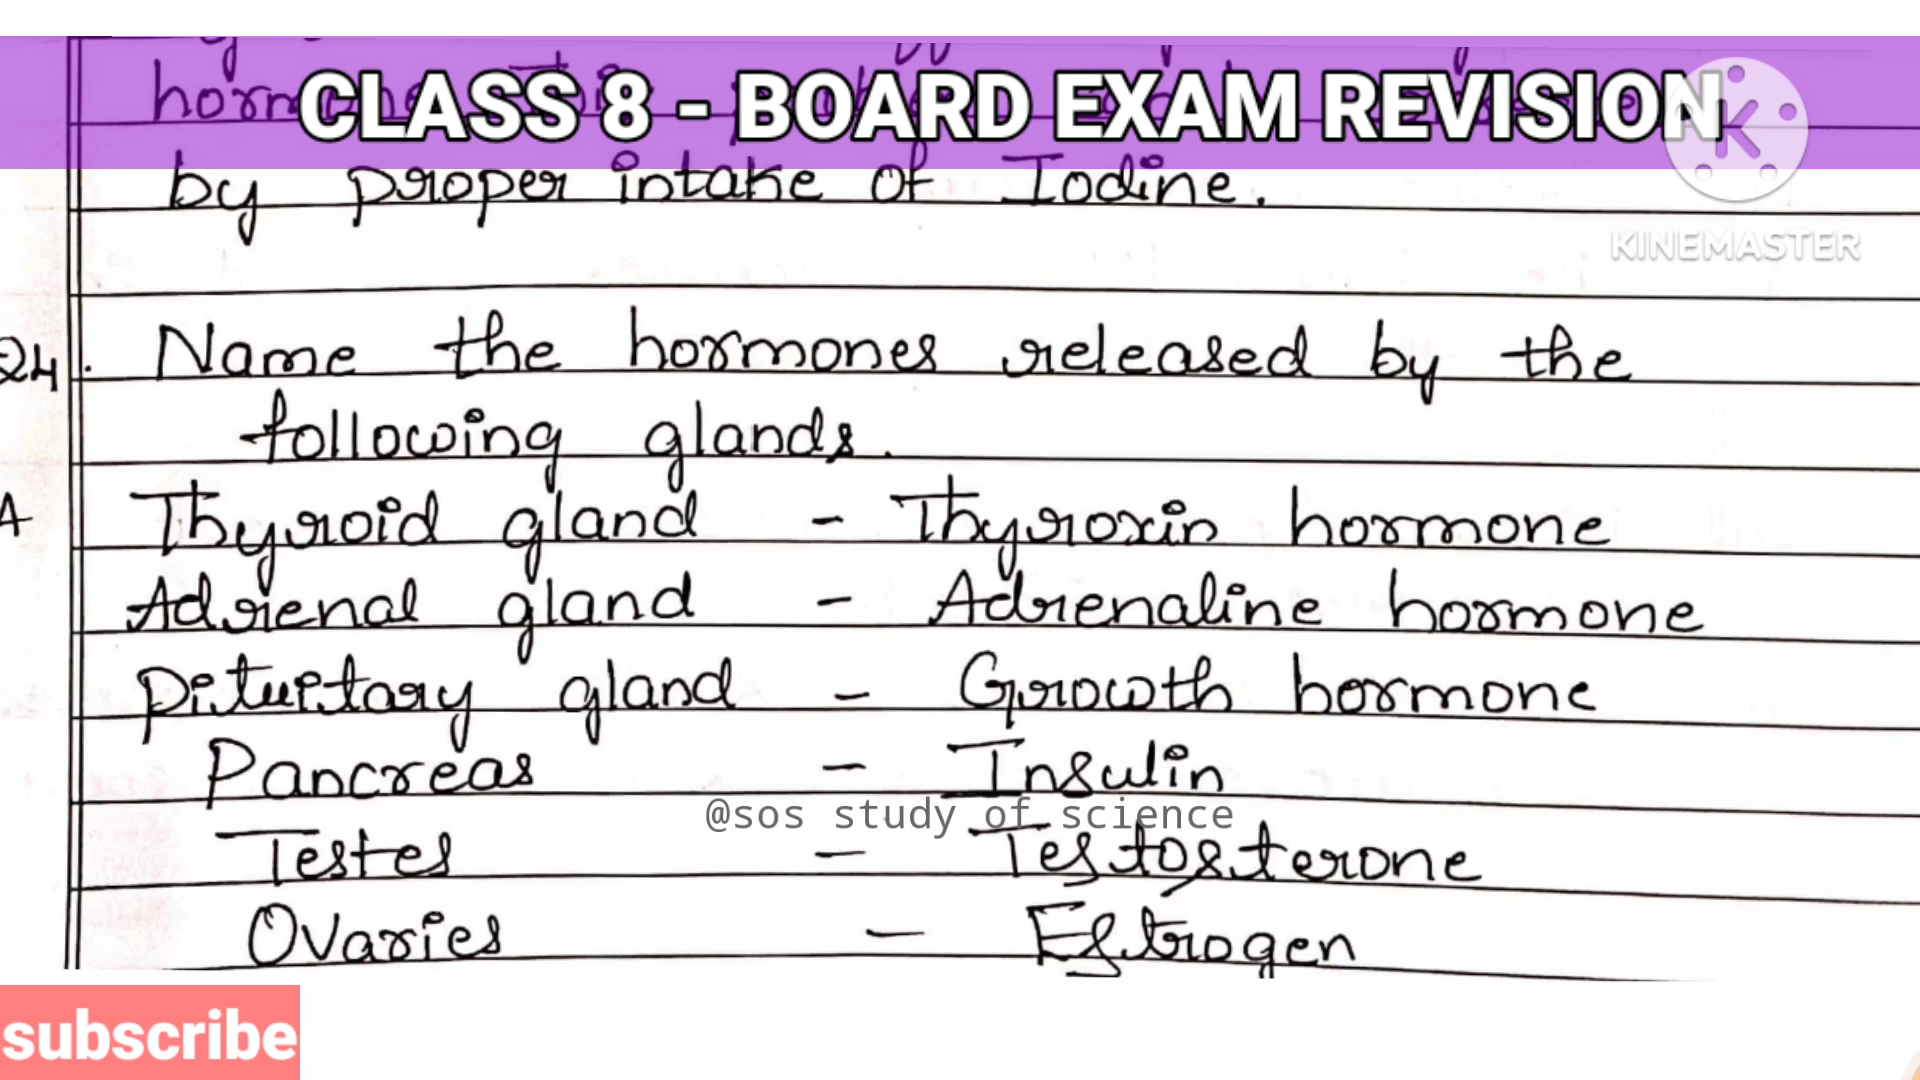 CLASS 8 - BOARD EXAM REVISION
K
KINEMASTER
by proper intake of Iodine.
24. Name the hormones released by the
following glands.
A Thyroid gland - Thyroxin hormone
Adrenal gland - Adrenaline hormone
Pituitary gland - Growth hormone
Pancreas - Insulin
@sos study of science
Testes - Testosterone
Ovaries - Estrogen
subscribe